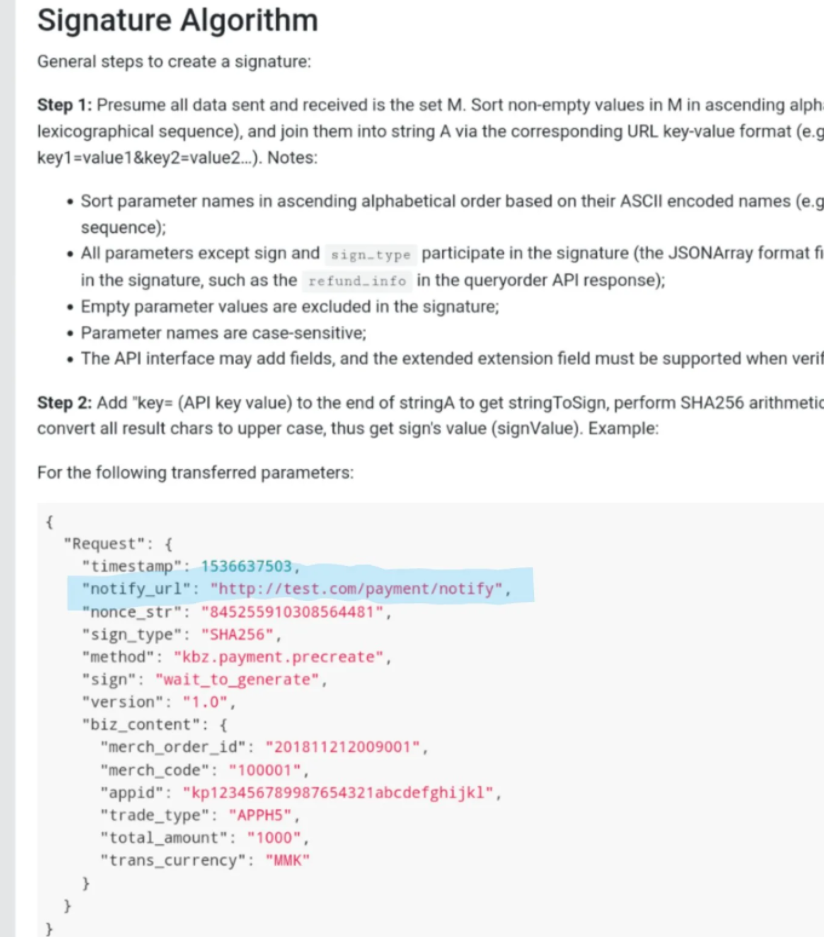 Signature Algorithm
General steps to create a signature:
Step 1: Presume all data sent and received is the set M. Sort non-empty values in M in ascending alph
lexicographical sequence), and join them into string A via the corresponding URL key-value format (e.g
key1=value1&key2=value2...). Notes:
• Sort parameter names in ascending alphabetical order based on their ASCII encoded names (e.g
sequence);
• All parameters except sign and sign_type participate in the signature (the JSONArray format fi
in the signature, such as the refund_info in the queryorder API response);
• Empty parameter values are excluded in the signature;
• Parameter names are case-sensitive;
• The API interface may add fields, and the extended extension field must be supported when verif
Step 2: Add "key= (API key value) to the end of stringA to get stringToSign, perform SHA256 arithmetic
convert all result chars to upper case, thus get sign's value (signValue). Example:
For the following transferred parameters:
{
"Request": {
"timestamp": 1536637503,
"notify_url": "http://test.com/payment/notify",
"nonce_str": "845255910308564481",
"sign_type": "SHA256",
"method": "kbz.payment.precreate",
"sign": "wait_to_generate",
"version": "1.0",
"biz_content": {
"merch_order_id": "201811212009001",
"merch_code": "100001",
"appid": "kp123456789987654321abcdefghijkl",
"trade_type": "APPH5",
"total_amount": "1000",
"trans_currency": "MMK"
}
}
}